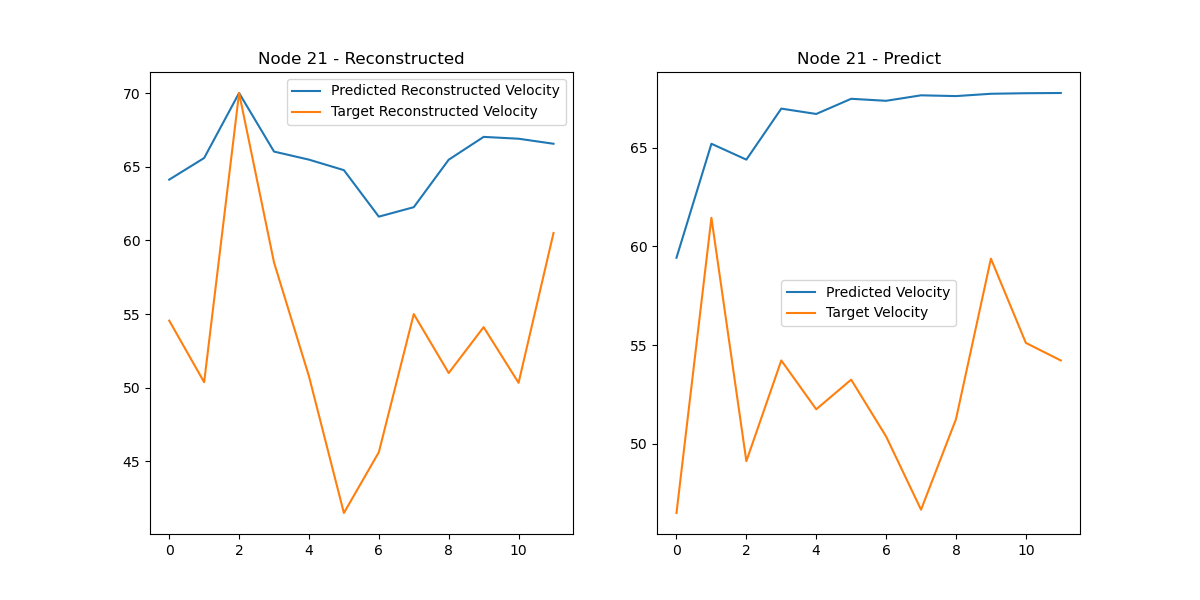 Node 21 - Reconstructed
Predicted Reconstructed Velocity
Target Reconstructed Velocity
70
65
60
55
50
45
0 2 4 6 8 10
Node 21 - Predict
Predicted Velocity
Target Velocity
65
60
55
50
0 2 4 6 8 10